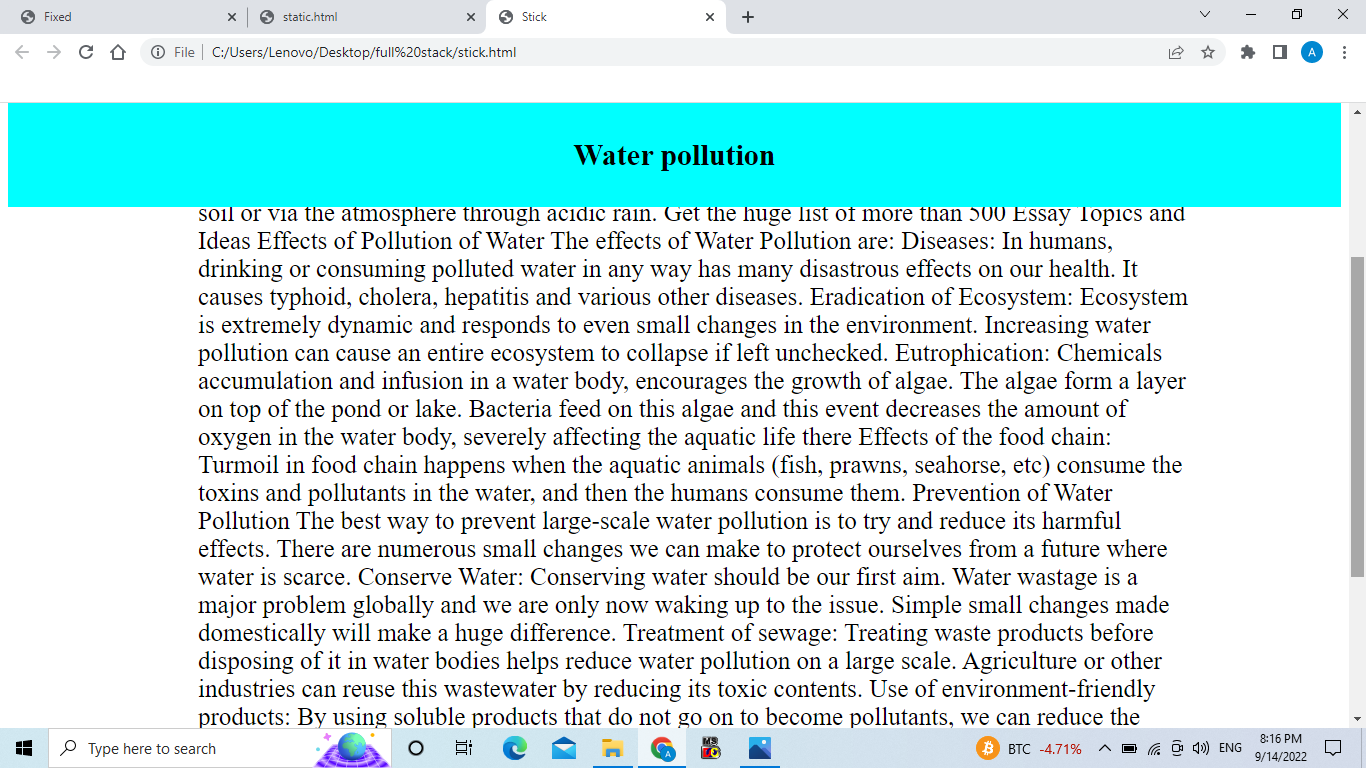 Fixed
static.html
Stick
File
C:/Users/Lenovo/Desktop/full%20stack/stick.html
A
Water pollution
soil or via the atmosphere through acidic rain. Get the huge list of more than 500 Essay Topics and
Ideas Effects of Pollution of Water The effects of Water Pollution are: Diseases: In humans,
drinking or consuming polluted water in any way has many disastrous effects on our health. It
causes typhoid, cholera, hepatitis and various other diseases. Eradication of Ecosystem: Ecosystem
is extremely dynamic and responds to even small changes in the environment. Increasing water
pollution can cause an entire ecosystem to collapse if left unchecked. Eutrophication: Chemicals
accumulation and infusion in a water body, encourages the growth of algae. The algae form a layer
on top of the pond or lake. Bacteria feed on this algae and this event decreases the amount of
oxygen in the water body, severely affecting the aquatic life there Effects of the food chain:
Turmoil in food chain happens when the aquatic animals (fish, prawns, seahorse, etc) consume the
toxins and pollutants in the water, and then the humans consume them. Prevention of Water
Pollution The best way to prevent large-scale water pollution is to try and reduce its harmful
effects. There are numerous small changes we can make to protect ourselves from a future where
water is scarce. Conserve Water: Conserving water should be our first aim. Water wastage is a
major problem globally and we are only now waking up to the issue. Simple small changes made
domestically will make a huge difference. Treatment of sewage: Treating waste products before
disposing of it in water bodies helps reduce water pollution on a large scale. Agriculture or other
industries can reuse this wastewater by reducing its toxic contents. Use of environment-friendly
products: By using soluble products that do not go on to become pollutants, we can reduce the
Type here to search
BTC -4.71%
ENG
8:16 PM
9/14/2022